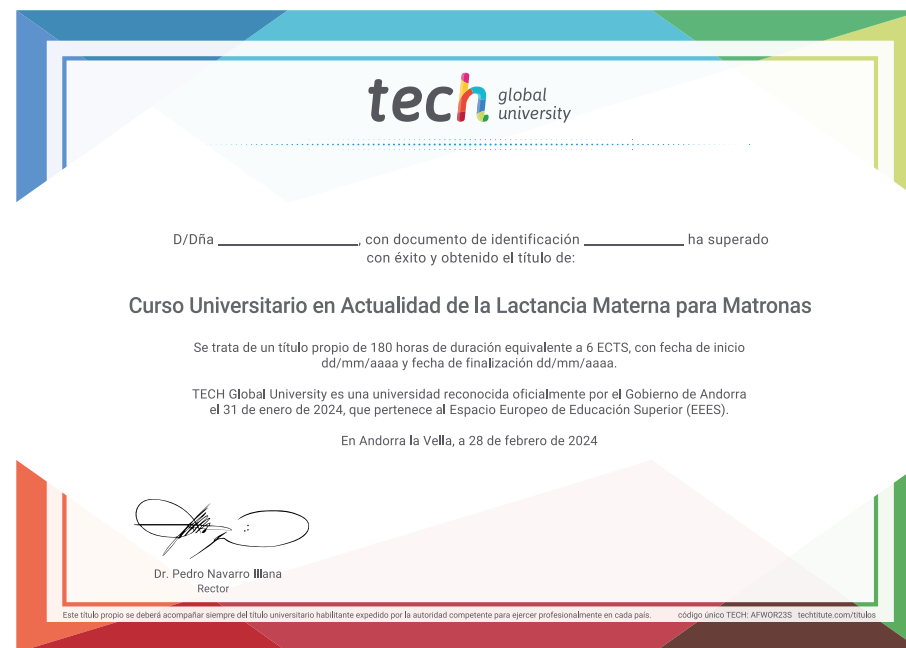 tech global university
D/Dña ____________________, con documento de identificación ______________ ha superado
con éxito y obtenido el título de:
Curso Universitario en Actualidad de la Lactancia Materna para Matronas
Se trata de un título propio de 180 horas de duración equivalente a 6 ECTS, con fecha de inicio
dd/mm/aaaa y fecha de finalización dd/mm/aaaa.
TECH Global University es una universidad reconocida oficialmente por el Gobierno de Andorra
el 31 de enero de 2024, que pertenece al Espacio Europeo de Educación Superior (EEES).
En Andorra la Vella, a 28 de febrero de 2024
Dr. Pedro Navarro Illana
Rector
Este título propio se deberá acompañar siempre del título universitario habilitante expedido por la autoridad competente para ejercer profesionalmente en cada país. código único TECH: AFWOR23S techtitute.com/titulos